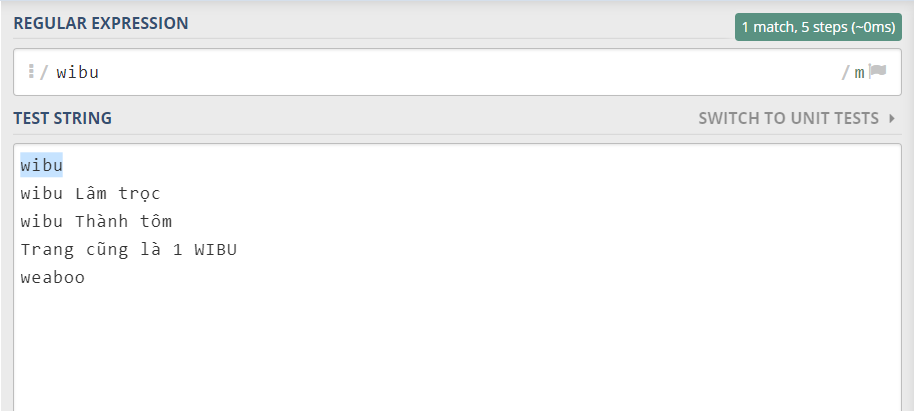 REGULAR EXPRESSION
1 match, 5 steps (~0ms)
/ wibu / m
TEST STRING
SWITCH TO UNIT TESTS
wibu
wibu Lâm trọc
wibu Thành tôm
Trang cũng là 1 WIBU
weaboo